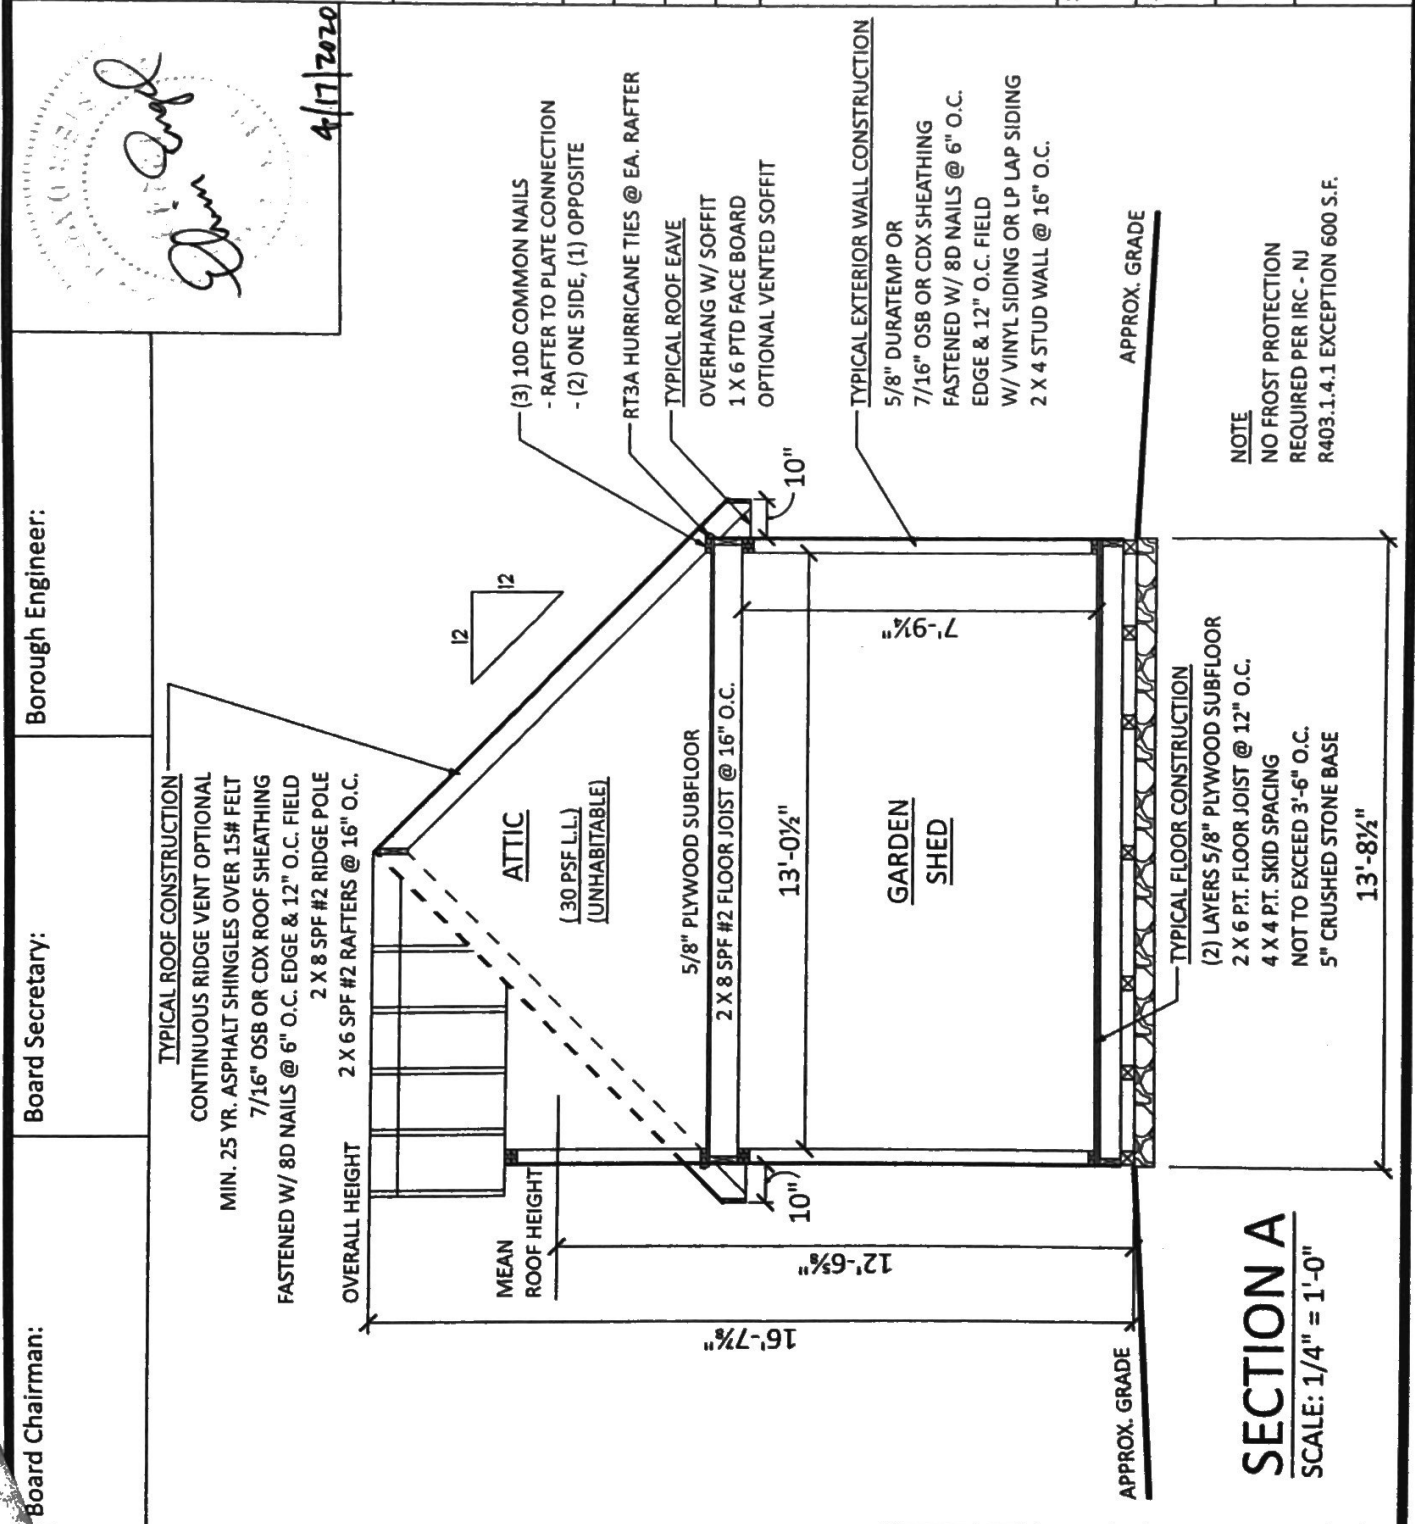 Board Chairman:
Board Secretary:
Borough Engineer:
4/17/2020
TYPICAL ROOF CONSTRUCTION
CONTINUOUS RIDGE VENT OPTIONAL
MIN. 25 YR. ASPHALT SHINGLES OVER 15# FELT
7/16" OSB OR CDX ROOF SHEATHING
FASTENED W/ 8D NAILS @ 6" O.C. EDGE & 12" O.C. FIELD
2 X 8 SPF #2 RIDGE POLE
2 X 6 SPF #2 RAFTERS @ 16" O.C.
12
12
(3) 10D COMMON NAILS
- RAFTER TO PLATE CONNECTION
- (2) ONE SIDE, (1) OPPOSITE
RT3A HURRICANE TIES @ EA. RAFTER
TYPICAL ROOF EAVE
OVERHANG W/ SOFFIT
1 X 6 PTD FACE BOARD
OPTIONAL VENTED SOFFIT
10"
TYPICAL EXTERIOR WALL CONSTRUCTION
5/8" DURATEMP OR
7/16" OSB OR CDX SHEATHING
FASTENED W/ 8D NAILS @ 6" O.C.
EDGE & 12" O.C. FIELD
W/ VINYL SIDING OR LP LAP SIDING
2 X 4 STUD WALL @ 16" O.C.
OVERALL HEIGHT
MEAN
ROOF HEIGHT
ATTIC
(30 PSF L.L.)
(UNHABITABLE)
5/8" PLYWOOD SUBFLOOR
2 X 8 SPF #2 FLOOR JOIST @ 16" O.C.
10"
13'-0½"
7'-9¼"
12'-6⅝"
16'-7⅞"
GARDEN
SHED
APPROX. GRADE
APPROX. GRADE
TYPICAL FLOOR CONSTRUCTION
(2) LAYERS 5/8" PLYWOOD SUBFLOOR
2 X 6 P.T. FLOOR JOIST @ 12" O.C.
4 X 4 P.T. SKID SPACING
NOT TO EXCEED 3'-6" O.C.
5" CRUSHED STONE BASE
13'-8½"
NOTE
NO FROST PROTECTION
REQUIRED PER IRC - NJ
R403.1.4.1 EXCEPTION 600 S.F.
SECTION A
SCALE: 1/4" = 1'-0"